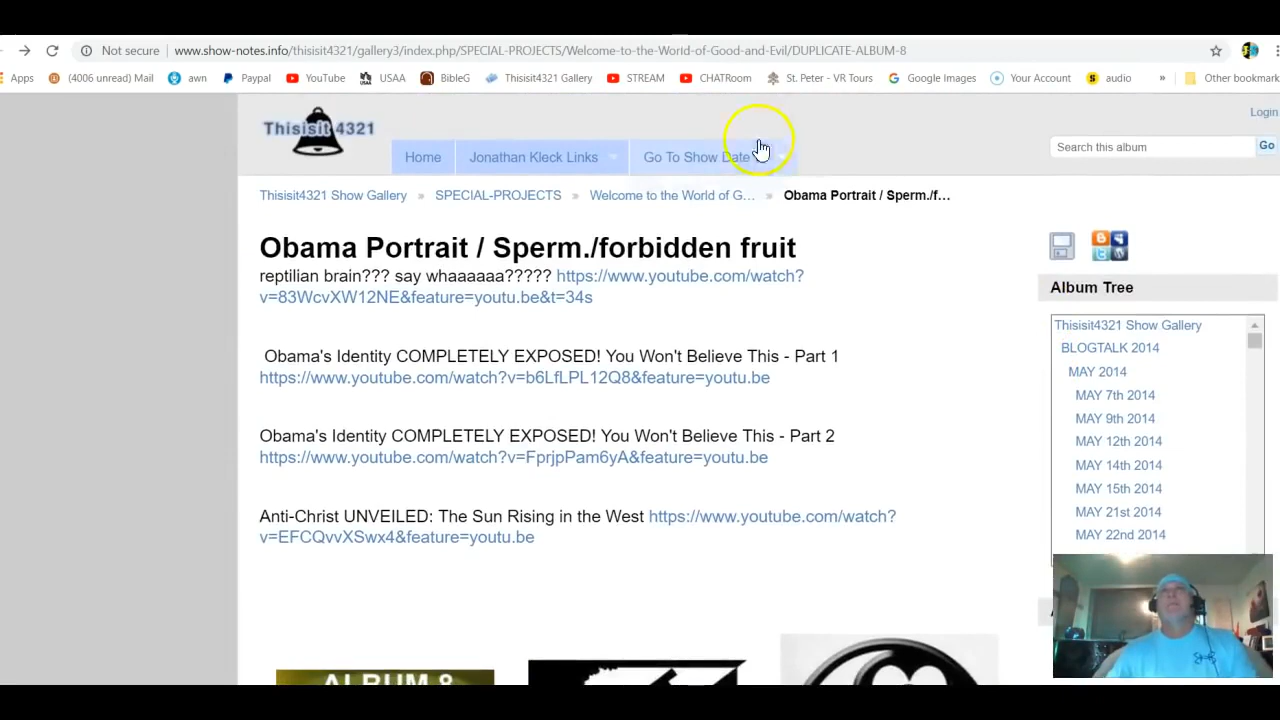 Not secure www.show-notes.info/thisisit4321/gallery3/index.php/SPECIAL-PROJECTS/Welcome-to-the-World-of-Good-and-Evil/DUPLICATE-ALBUM-8
Apps (4006 unread) Mail awn Paypal YouTube USAA BibleG Thisisit4321 Gallery STREAM CHATRoom St. Peter - VR Tours Google Images Your Account audio » Other bookmark
Login
Thisisit 4321
Home Jonathan Kleck Links Go To Show Date
Search this album Go
Thisisit4321 Show Gallery » SPECIAL-PROJECTS » Welcome to the World of G... » Obama Portrait / Sperm./f...
Obama Portrait / Sperm./forbidden fruit
reptilian brain??? say whaaaaaa????? https://www.youtube.com/watch?
v=83WcvXW12NE&feature=youtu.be&t=34s
Obama's Identity COMPLETELY EXPOSED! You Won't Believe This - Part 1
https://www.youtube.com/watch?v=b6LfLPL12Q8&feature=youtu.be
Obama's Identity COMPLETELY EXPOSED! You Won't Believe This - Part 2
https://www.youtube.com/watch?v=FprjpPam6yA&feature=youtu.be
Anti-Christ UNVEILED: The Sun Rising in the West https://www.youtube.com/watch?
v=EFCQvvXSwx4&feature=youtu.be
ALBUM 8
Album Tree
Thisisit4321 Show Gallery
BLOGTALK 2014
MAY 2014
MAY 7th 2014
MAY 9th 2014
MAY 12th 2014
MAY 14th 2014
MAY 15th 2014
MAY 21st 2014
MAY 22nd 2014